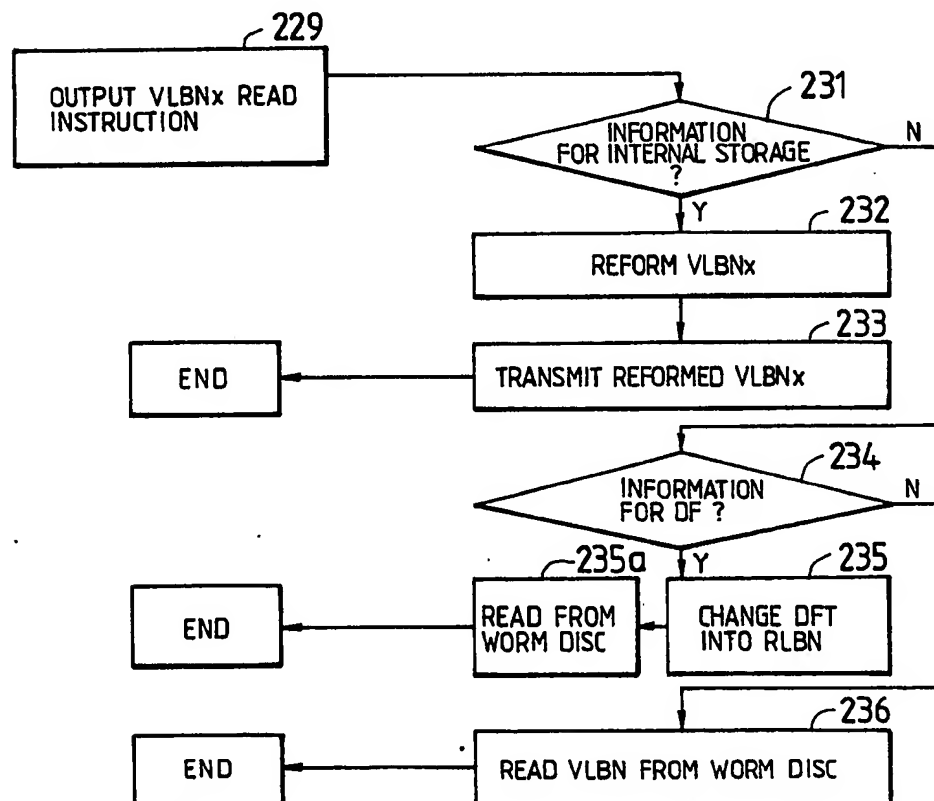 229
OUTPUT VLBNx READ
INSTRUCTION
231
INFORMATION
FOR INTERNAL STORAGE
?
N
Y
232
REFORM VLBNx
233
TRANSMIT REFORMED VLBNx
END
234
INFORMATION
FOR DF ?
N
Y
235
CHANGE DFT
INTO RLBN
235a
READ FROM
WORM DISC
END
236
READ VLBN FROM WORM DISC
END